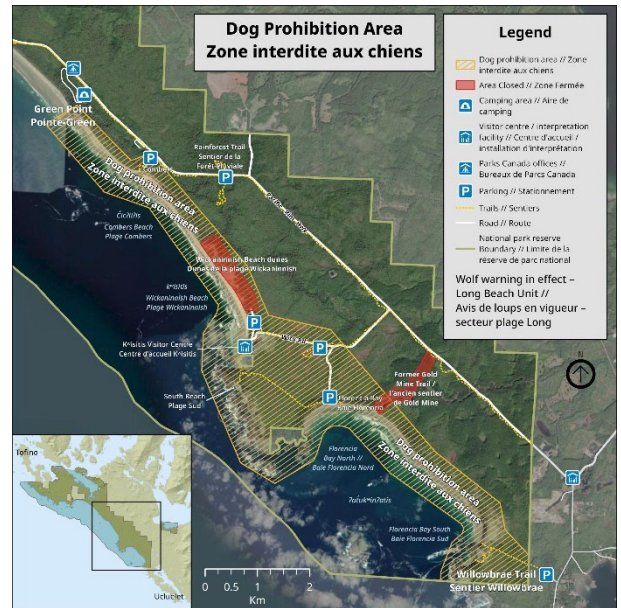 Dog Prohibition Area
Zone interdite aux chiens
Legend
Dog prohibition area // Zone
interdite aux chiens
Area Closed // Zone Fermée
Camping area // Aire de
camping
Visitor centre / interpretation
facility // Centre d'accueil /
installation d'interprétation
Parks Canada offices //
Bureaux de Parcs Canada
Parking // Stationnement
Trails // Sentiers
Road // Route
National park reserve
Boundary // Limite de la
réserve de parc national
Wolf warning in effect –
Long Beach Unit //
Avis de loups en vigueur –
secteur plage Long
N
Green Point
Pointe-Green
Combers
Rainforest Trail
Sentier de la
Forêt-Pluviale
Dog prohibition area
Zone interdite aux chiens
Combers Beach
Plage Combers
Wickaninnish Beach dunes
Dunes de la plage Wickaninnish
Wickaninnish Beach
Plage Wickaninnish
Kʷisitis Visitor Centre
Centre d'accueil Kʷisitis
South Beach
Plage Sud
Former Gold
Mine Trail /
l'ancien sentier
de Gold Mine
Florencia Bay
Baie Florencia
Dog prohibition area
Zone interdite aux chiens
Florencia
Bay North //
Baie Florencia Nord
Florencia Bay South
Baie Florencia Sud
Willowbrae Trail
Sentier Willowbrae
Tofino
Ucluelet
0 0.5 1 2
Km